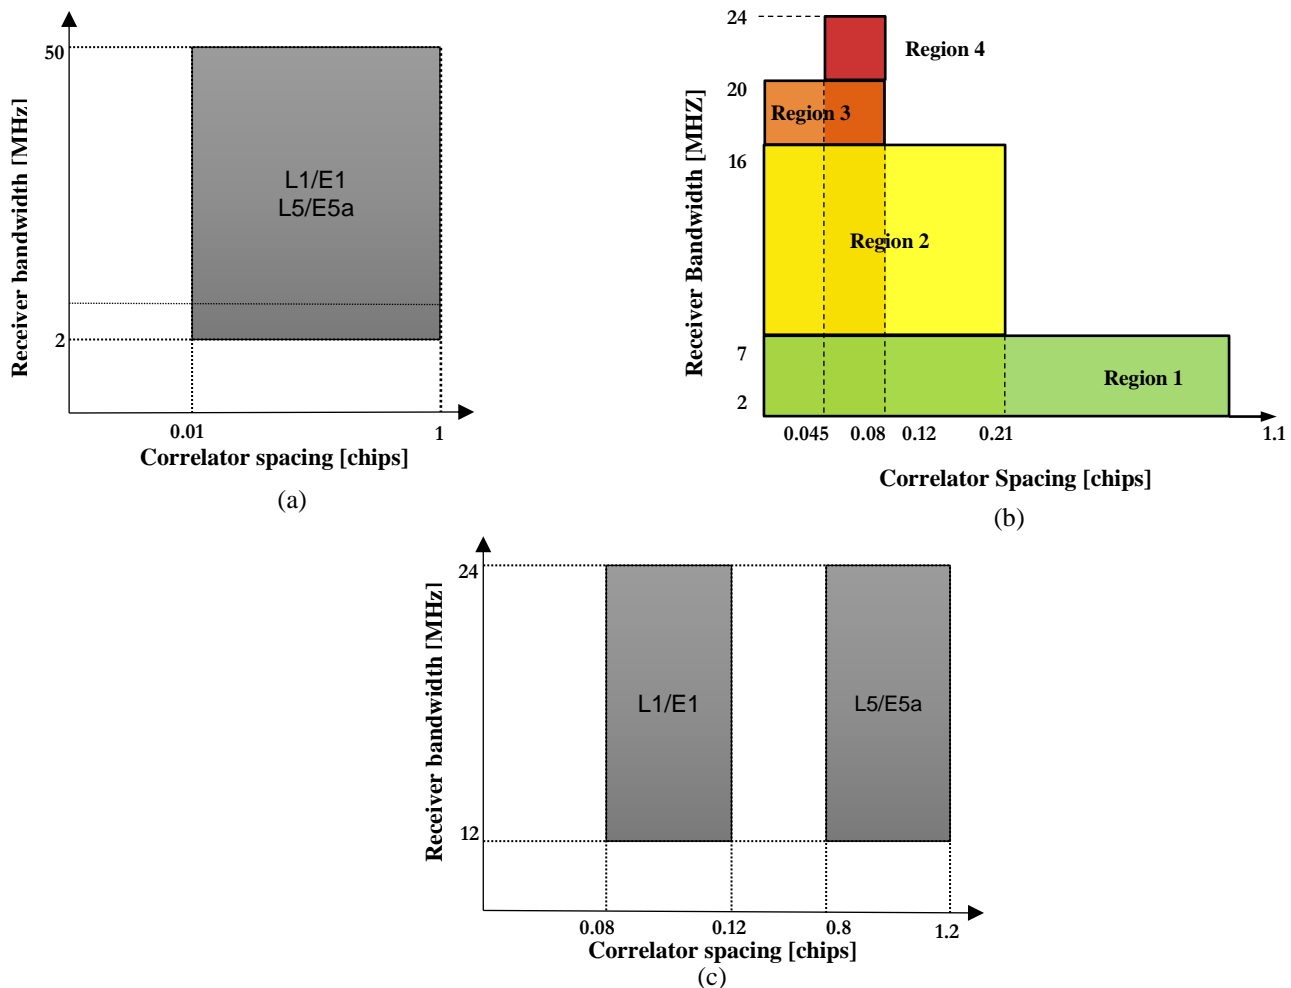 50
Receiver bandwidth [MHz]
L1/E1
L5/E5a
2
0.01
1
Correlator spacing [chips]
(a)
24
Region 4
20
Region 3
16
Receiver Bandwidth [MHZ]
Region 2
7
Region 1
2
0.045
0.08
0.12
0.21
1.1
Correlator Spacing [chips]
(b)
24
Receiver bandwidth [MHz]
L1/E1
L5/E5a
12
0.08
0.12
0.8
1.2
Correlator spacing [chips]
(c)